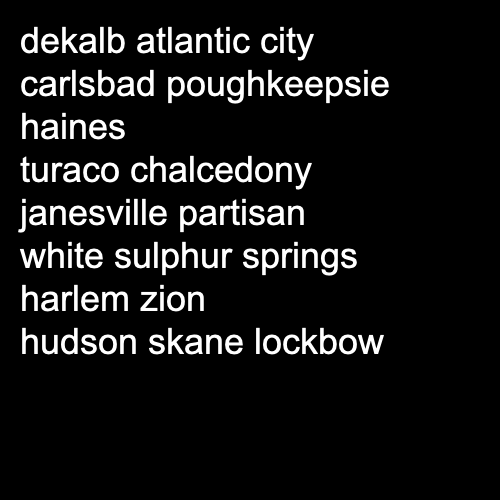 dekalb atlantic city
carlsbad poughkeepsie
haines
turaco chalcedony
janesville partisan
white sulphur springs
harlem zion
hudson skane lockbow